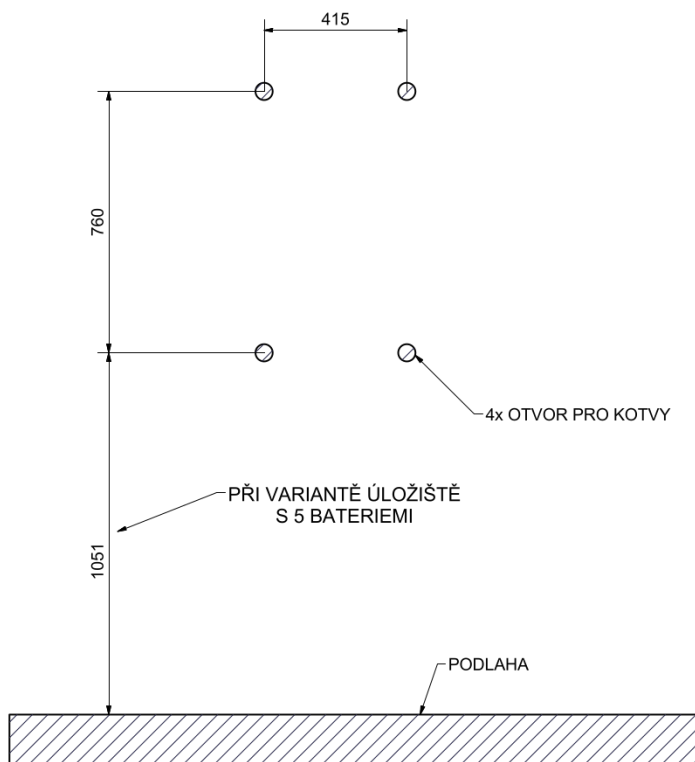 415
760
4x OTVOR PRO KOTVY
PŘI VARIANTĚ ÚLOŽIŠTĚ
S 5 BATERIEMI
1051
PODLAHA